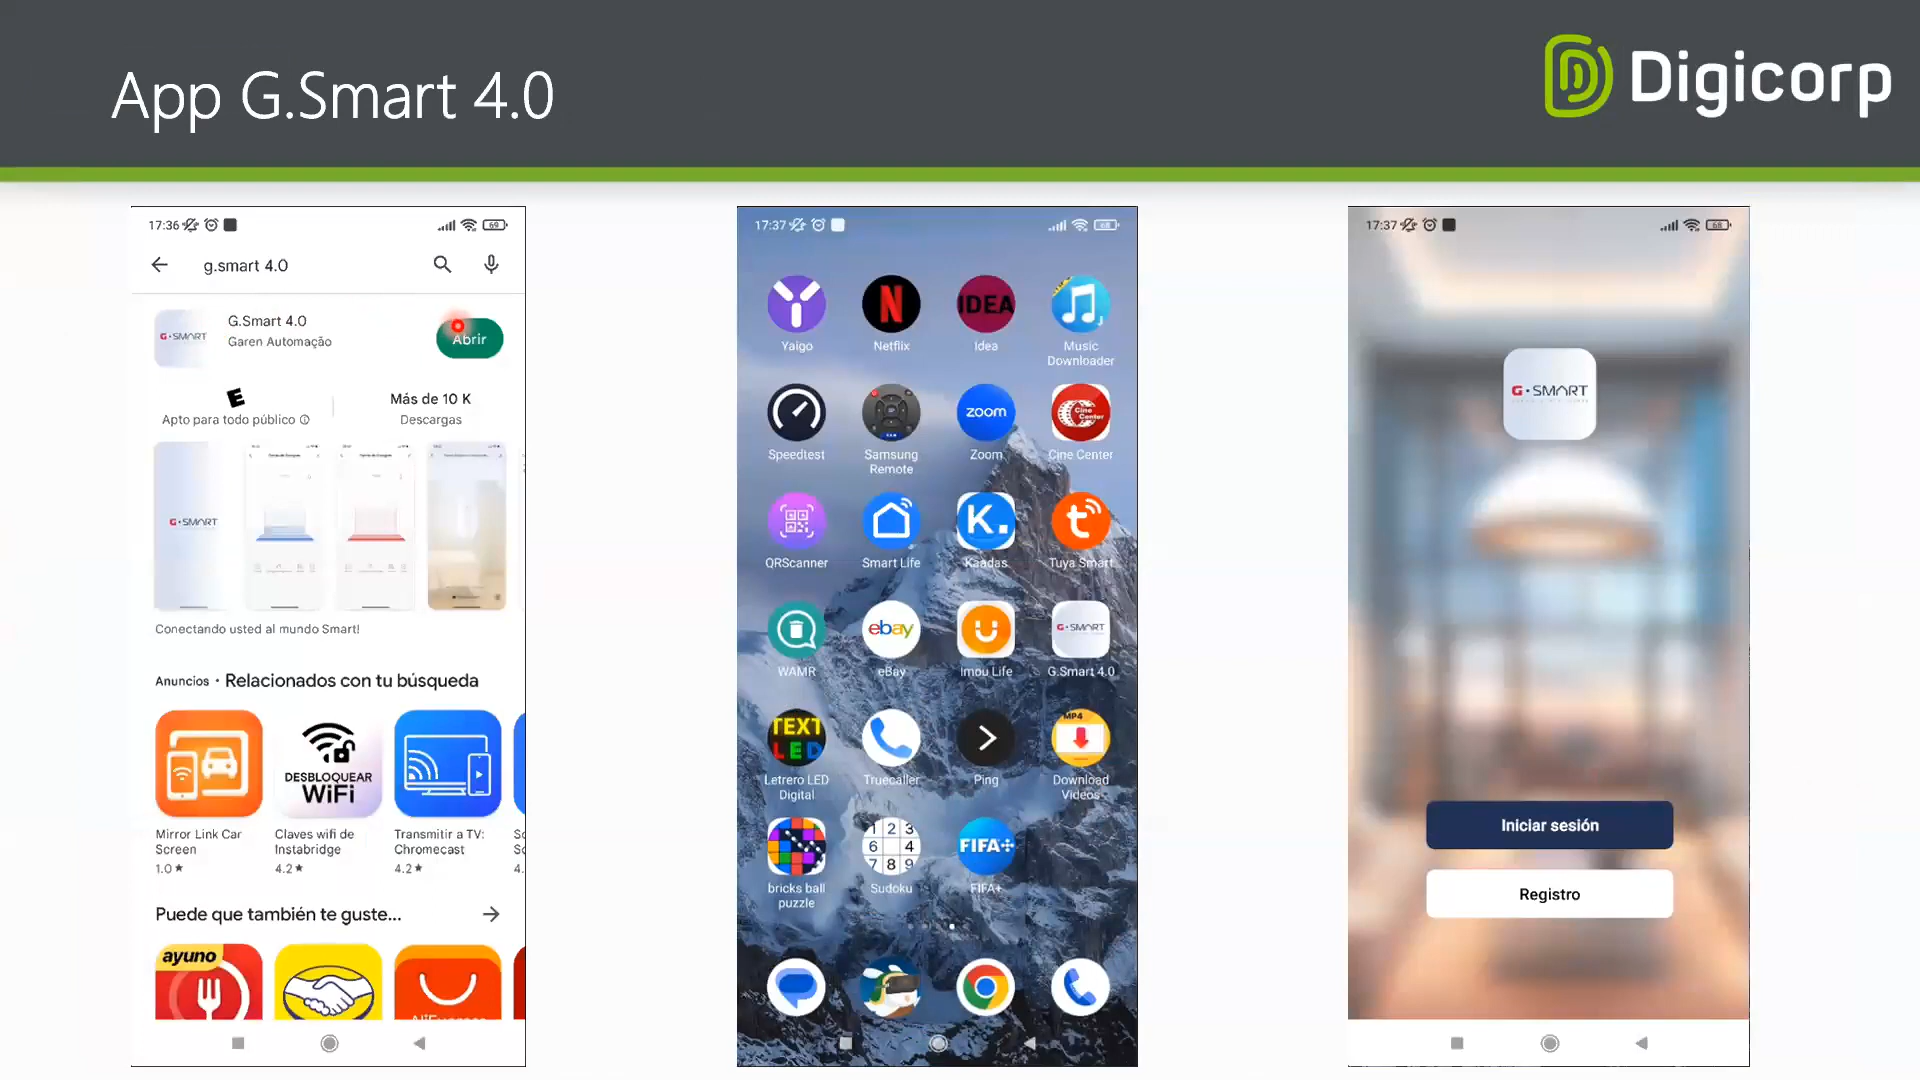 App G.Smart 4.0
Digicorp
17:36
69
g.smart 4.0
G-SMART
G.Smart 4.0
Garen Automação
Abrir
E
Apto para todo público
Más de 10 K
Descargas
G-SMART
Conectando usted al mundo Smart!
Anuncios · Relacionados con tu búsqueda
DESBLOQUEAR
WiFi
Mirror Link Car
Screen
1.0 ★
Claves wifi de
Instabridge
4.2 ★
Transmitir a TV:
Chromecast
4.2 ★
4.
Puede que también te guste...
ayuno
17:37
68
N
IDEA
Yaigo
Netflix
Idea
Music
Downloader
zoom
Cine
Center
Speedtest
Samsung
Remote
Zoom
Cine Center
K.
t
QRScanner
Smart Life
Kaadas
Tuya Smart
ebay
G-SMART
WAMR
eBay
Imou Life
G.Smart 4.0
TEXT
LED
MP4
Letrero LED
Digital
Truecaller
Ping
Download
Videos
1 2 3
6 4
7 8 9
FIFA+
bricks ball
puzzle
Sudoku
FIFA+
17:37
68
G-SMART
Iniciar sesión
Registro